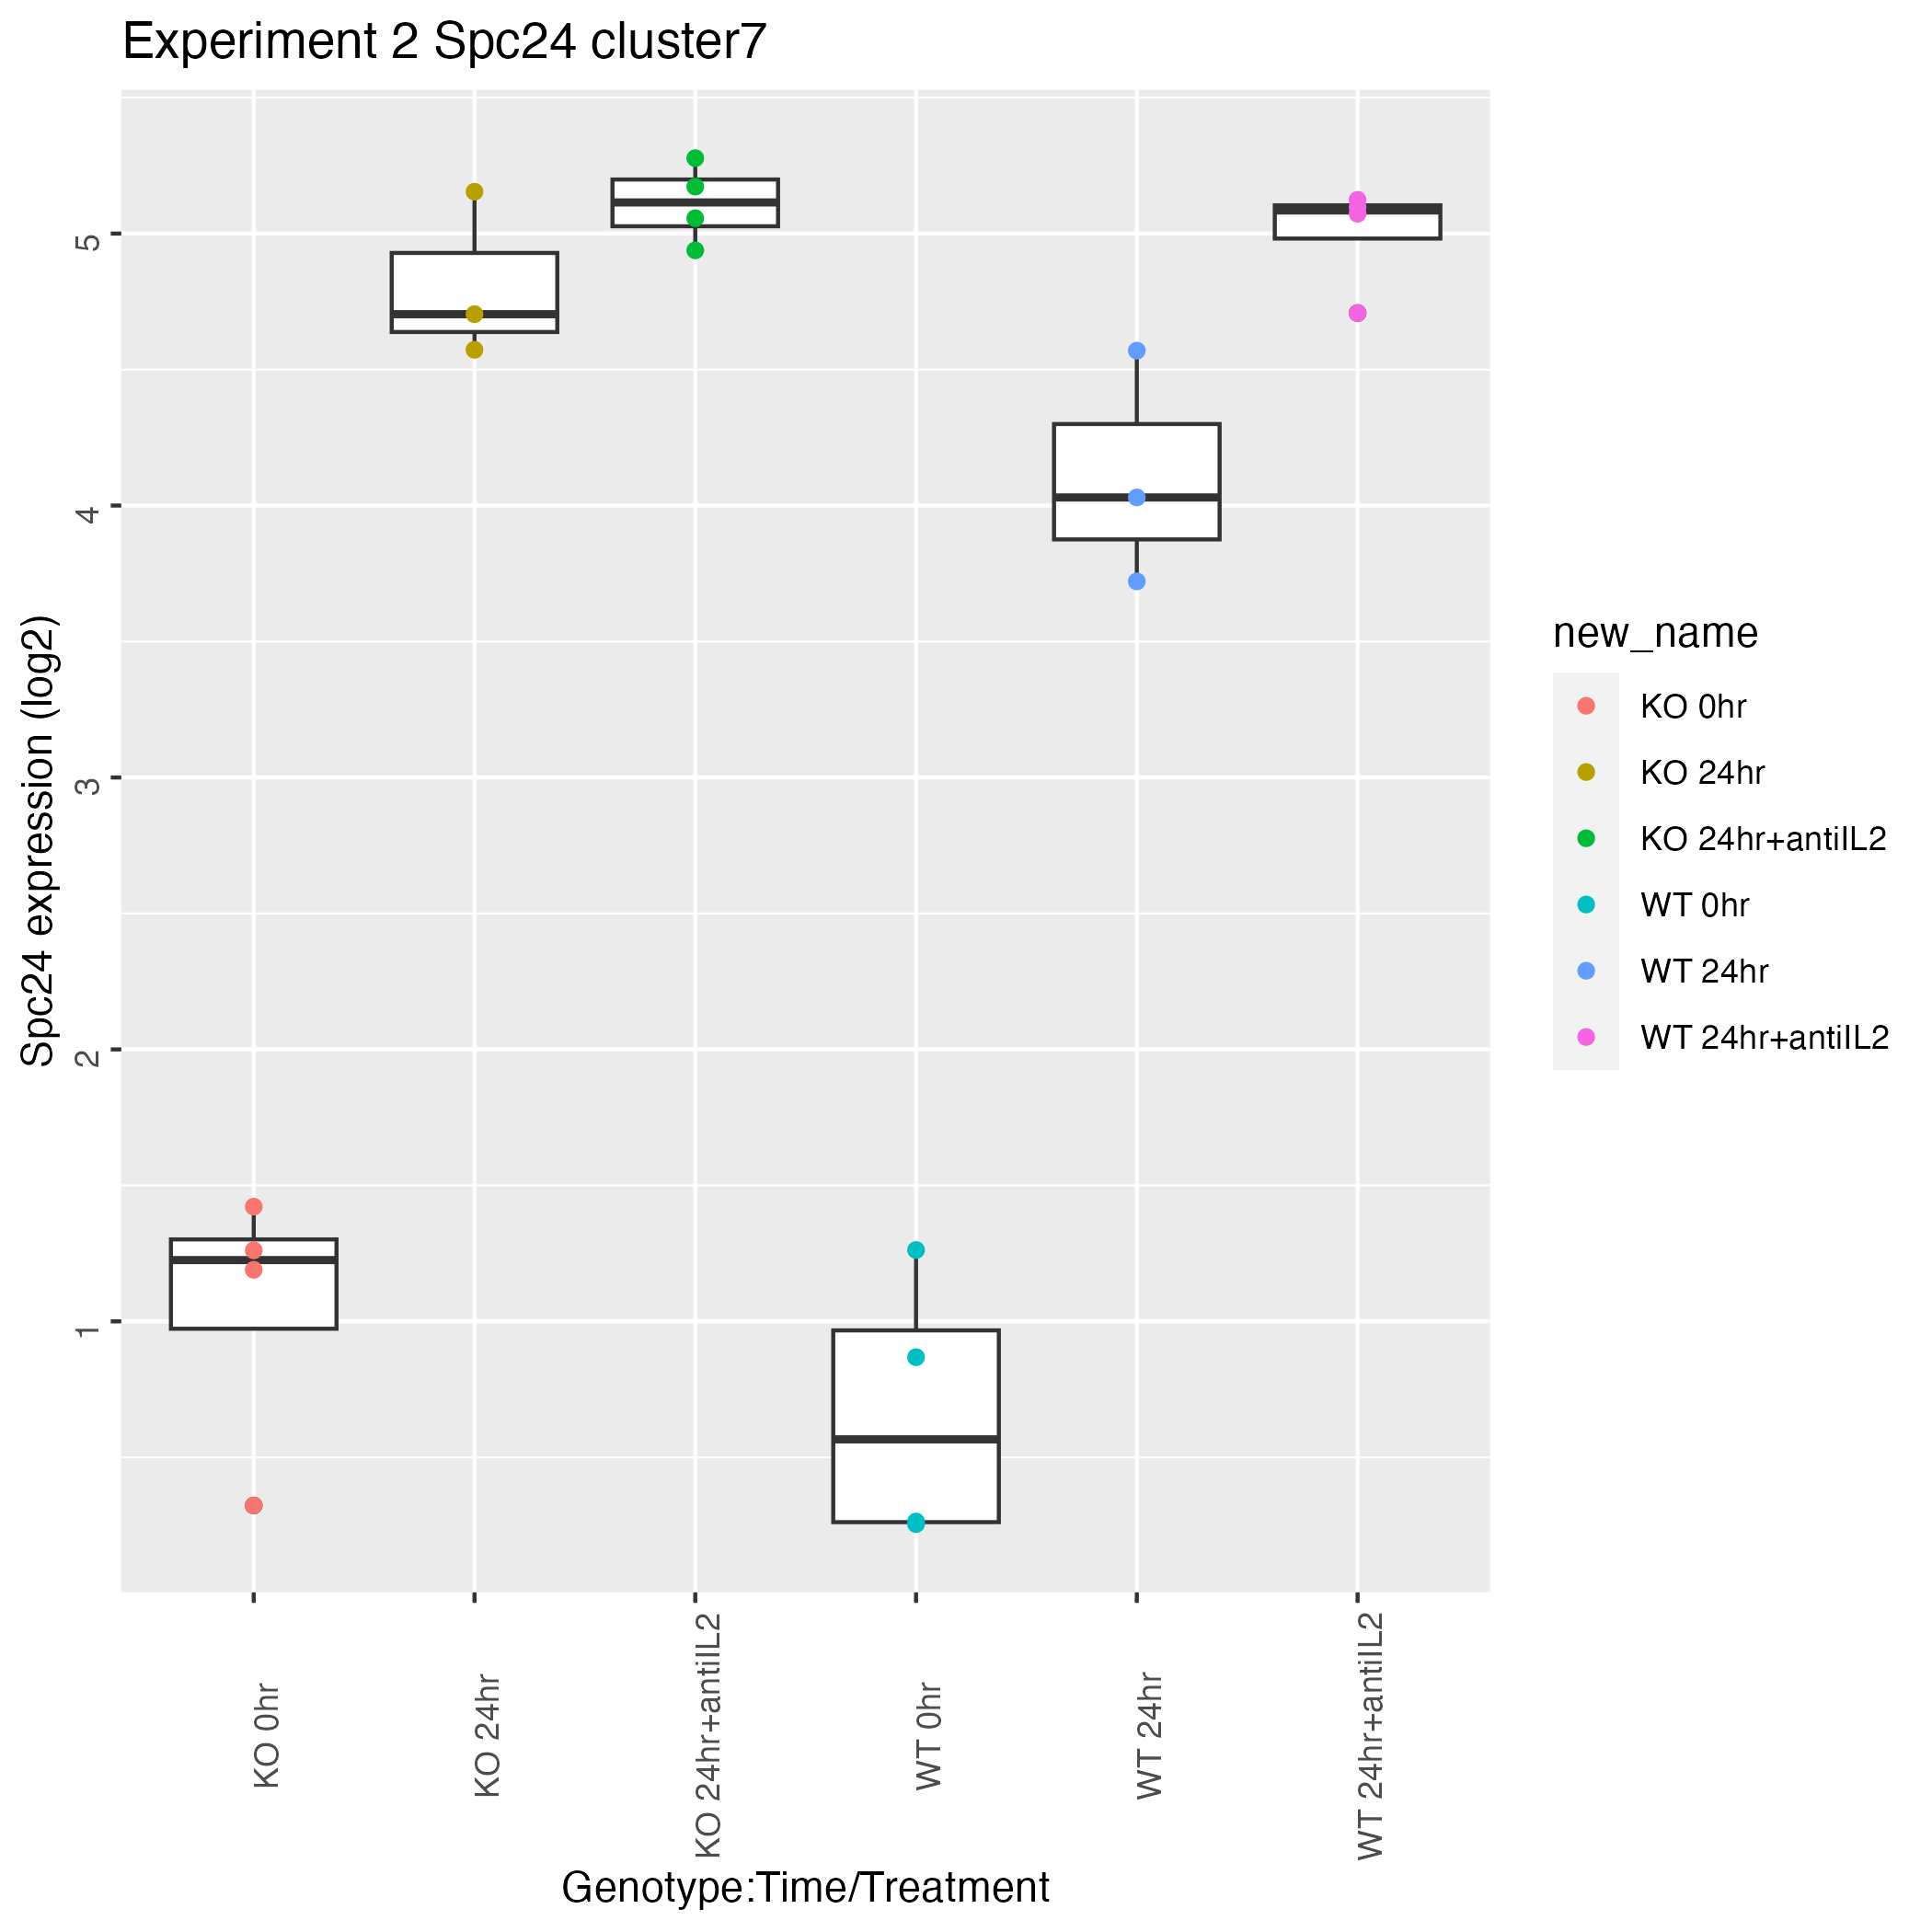 Experiment 2 Spc24 cluster7
Spc24 expression (log2)
5
4
3
2
1
KO 0hr
KO 24hr
KO 24hr+antiIL2
WT 0hr
WT 24hr
WT 24hr+antiIL2
Genotype:Time/Treatment
new_name
KO 0hr
KO 24hr
KO 24hr+antiIL2
WT 0hr
WT 24hr
WT 24hr+antiIL2